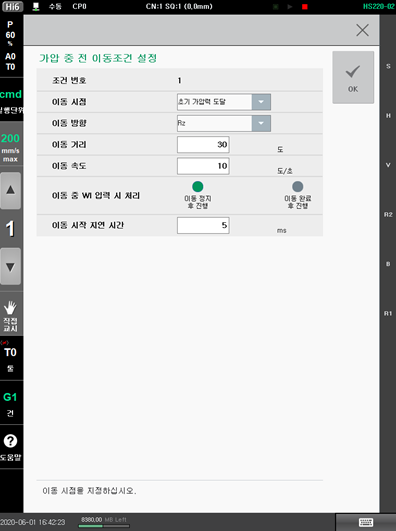 Hi6 수동 CP0 CN:1 SQ:1 (0,0mm) HS220-02
P
60
%
A0
T0
cmd
실행단위
200
mm/s
max
1
직접
교시
T0
툴
G1
건
도움말
가압 중 전 이동조건 설정
조건 번호 1
이동 시점 초기 가압력 도달
이동 방향 Rz
이동 거리 30 도
이동 속도 10 도/초
이동 중 WI 입력 시 처리
이동 정지
후 진행
이동 완료
후 진행
이동 시작 지연 시간 5 ms
OK
S
H
V
R2
B
R1
이동 시점을 지정하십시오.
2020-06-01 16:42:23 8380,00 MB Left